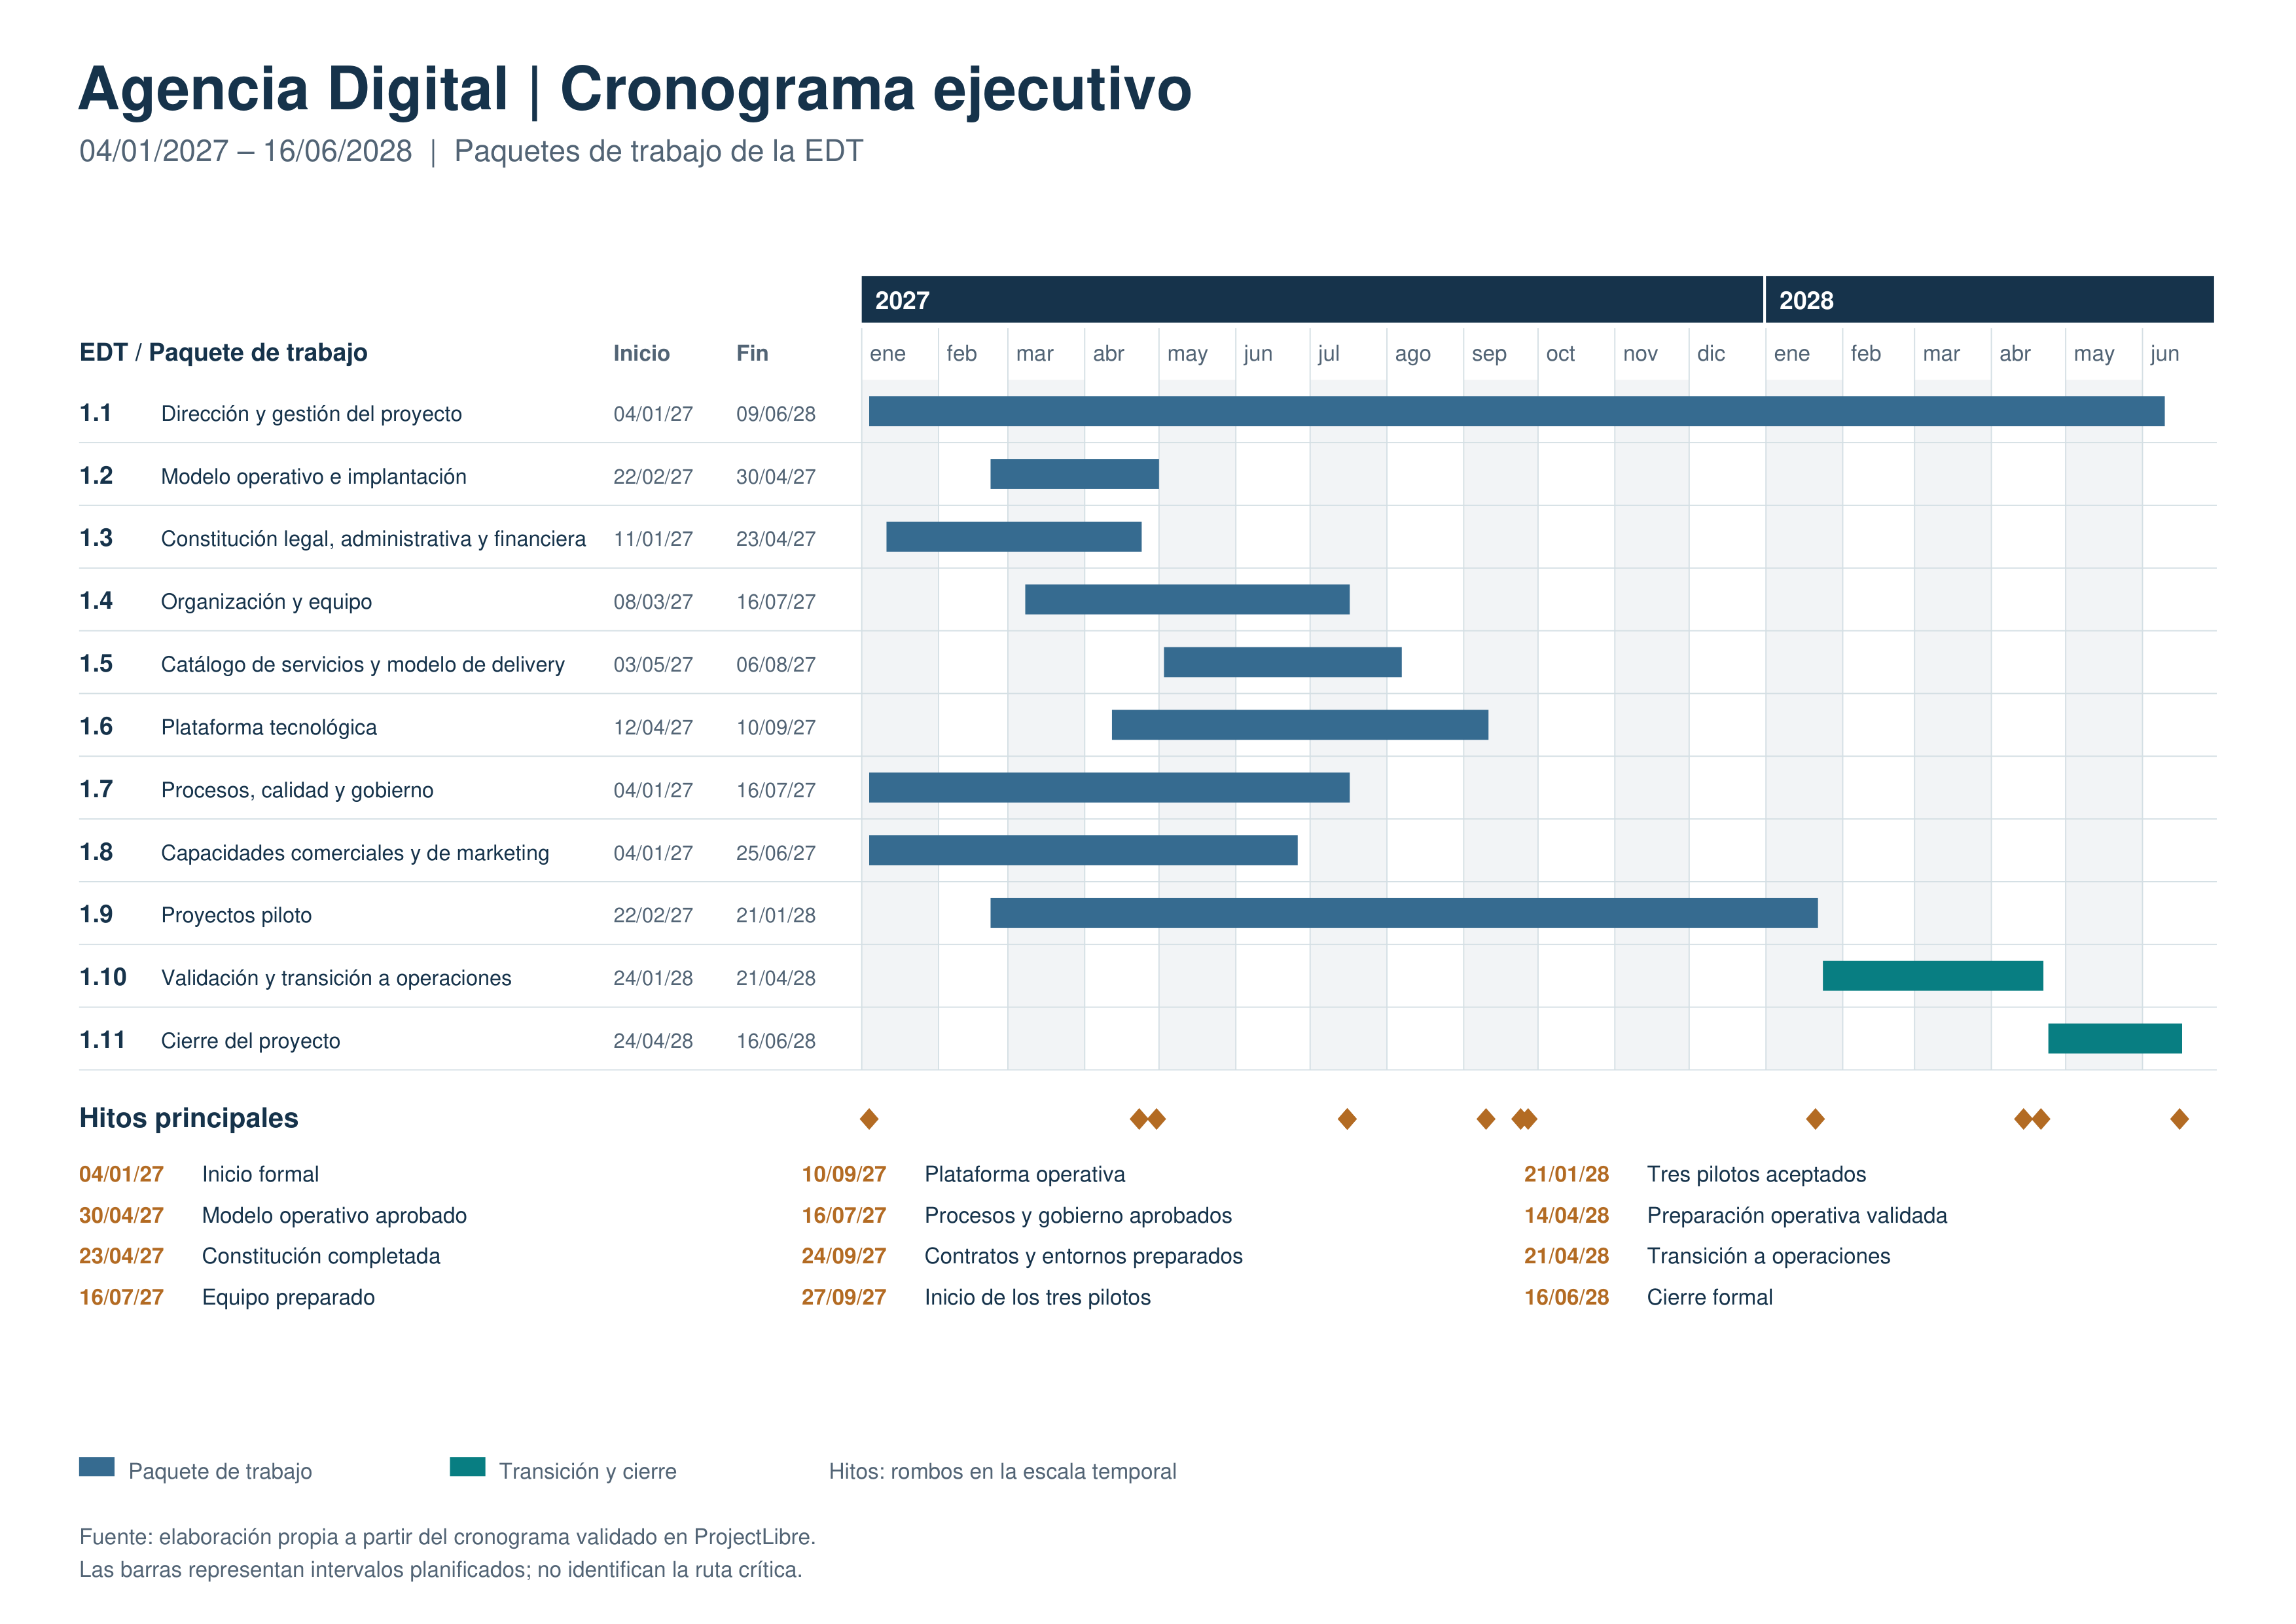 Agencia Digital | Cronograma ejecutivo
04/01/2027 – 16/06/2028 | Paquetes de trabajo de la EDT
2027 2028
EDT / Paquete de trabajo Inicio Fin ene feb mar abr may jun jul ago sep oct nov dic ene feb mar abr may jun
1.1 Dirección y gestión del proyecto 04/01/27 09/06/28
1.2 Modelo operativo e implantación 22/02/27 30/04/27
1.3 Constitución legal, administrativa y financiera 11/01/27 23/04/27
1.4 Organización y equipo 08/03/27 16/07/27
1.5 Catálogo de servicios y modelo de delivery 03/05/27 06/08/27
1.6 Plataforma tecnológica 12/04/27 10/09/27
1.7 Procesos, calidad y gobierno 04/01/27 16/07/27
1.8 Capacidades comerciales y de marketing 04/01/27 25/06/27
1.9 Proyectos piloto 22/02/27 21/01/28
1.10 Validación y transición a operaciones 24/01/28 21/04/28
1.11 Cierre del proyecto 24/04/28 16/06/28
Hitos principales
04/01/27 Inicio formal 10/09/27 Plataforma operativa 21/01/28 Tres pilotos aceptados
30/04/27 Modelo operativo aprobado 16/07/27 Procesos y gobierno aprobados 14/04/28 Preparación operativa validada
23/04/27 Constitución completada 24/09/27 Contratos y entornos preparados 21/04/28 Transición a operaciones
16/07/27 Equipo preparado 27/09/27 Inicio de los tres pilotos 16/06/28 Cierre formal
Paquete de trabajo Transición y cierre Hitos: rombos en la escala temporal
Fuente: elaboración propia a partir del cronograma validado en ProjectLibre.
Las barras representan intervalos planificados; no identifican la ruta crítica.